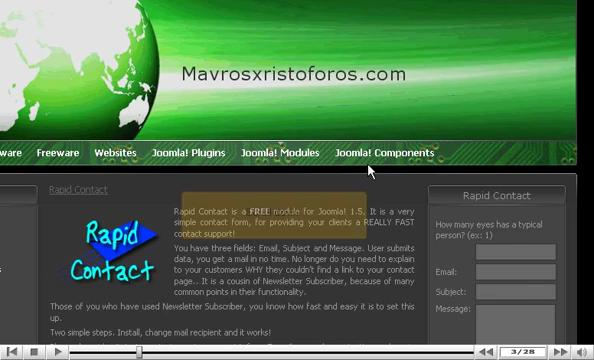 Mavrosxristoforos.com
ware Freeware Websites Joomla! Plugins Joomla! Modules Joomla! Components
Rapid Contact
Rapid Contact
Rapid Contact is a FREE module for Joomla! 1.5. It is a very
simple contact form, for providing your clients a REALLY FAST
contact support!
You have three fields: Email, Subject and Message. User submits
data, you get a mail in no time. No longer do you need to explain
to your customers WHY they couldn't find a link to your contact
page.. It is a cousin of Newsletter Subscriber, because of many
common points in their functionality.
Those of you who have used Newsletter Subscriber, you know how fast and easy it is to set this
up.
Two simple steps. Install, change mail recipient and it works!
Rapid Contact
How many eyes has a typical
person? (ex: 1)
Email:
Subject:
Message:
3/28